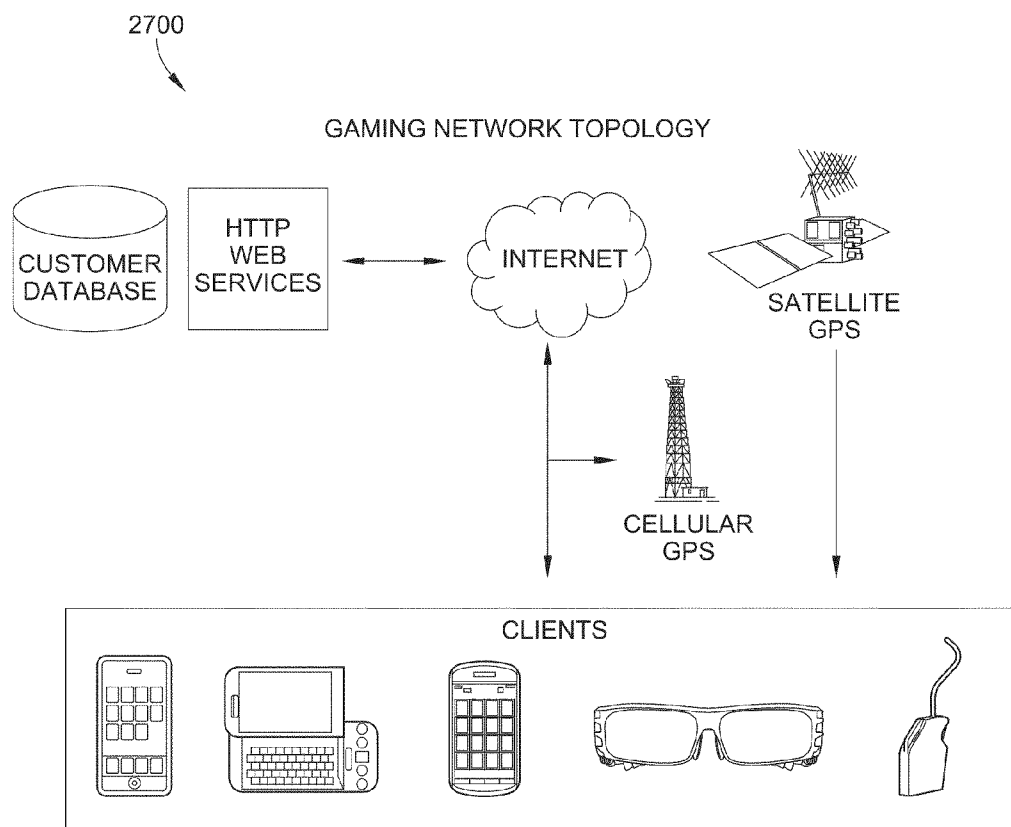 2700
GAMING NETWORK TOPOLOGY
CUSTOMER
DATABASE
HTTP
WEB
SERVICES
INTERNET
SATELLITE
GPS
CELLULAR
GPS
CLIENTS